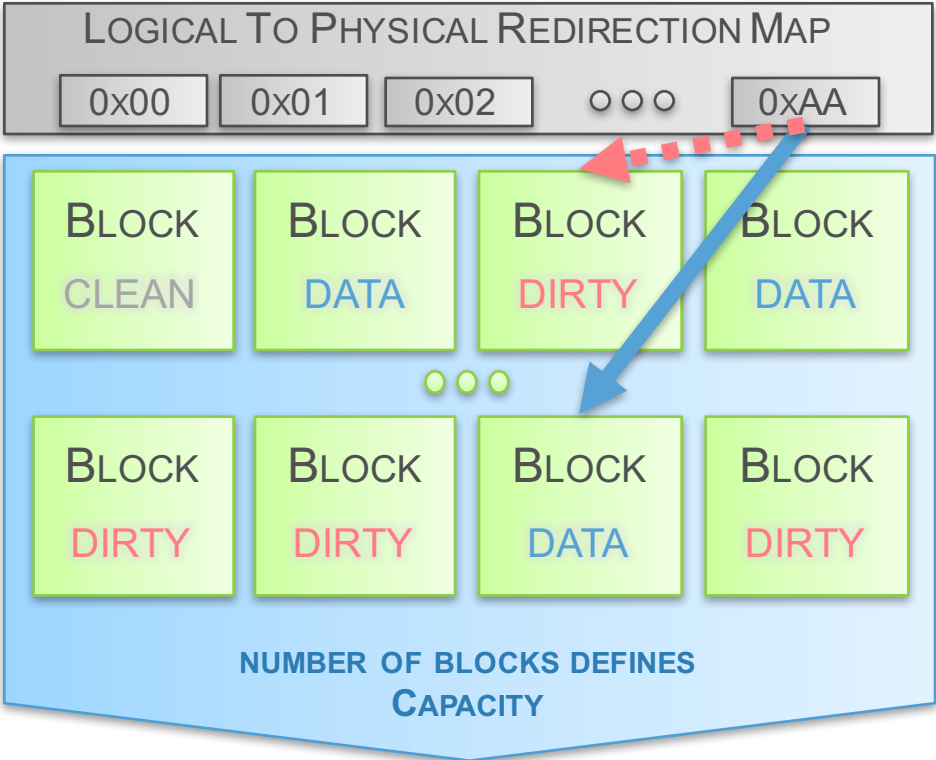 LOGICAL TO PHYSICAL REDIRECTION MAP
0X00 0X01 0X02 0XAA
BLOCK BLOCK BLOCK BLOCK
CLEAN DATA DIRTY DATA
BLOCK BLOCK BLOCK BLOCK
DIRTY DIRTY DATA DIRTY
NUMBER OF BLOCKS DEFINES
CAPACITY